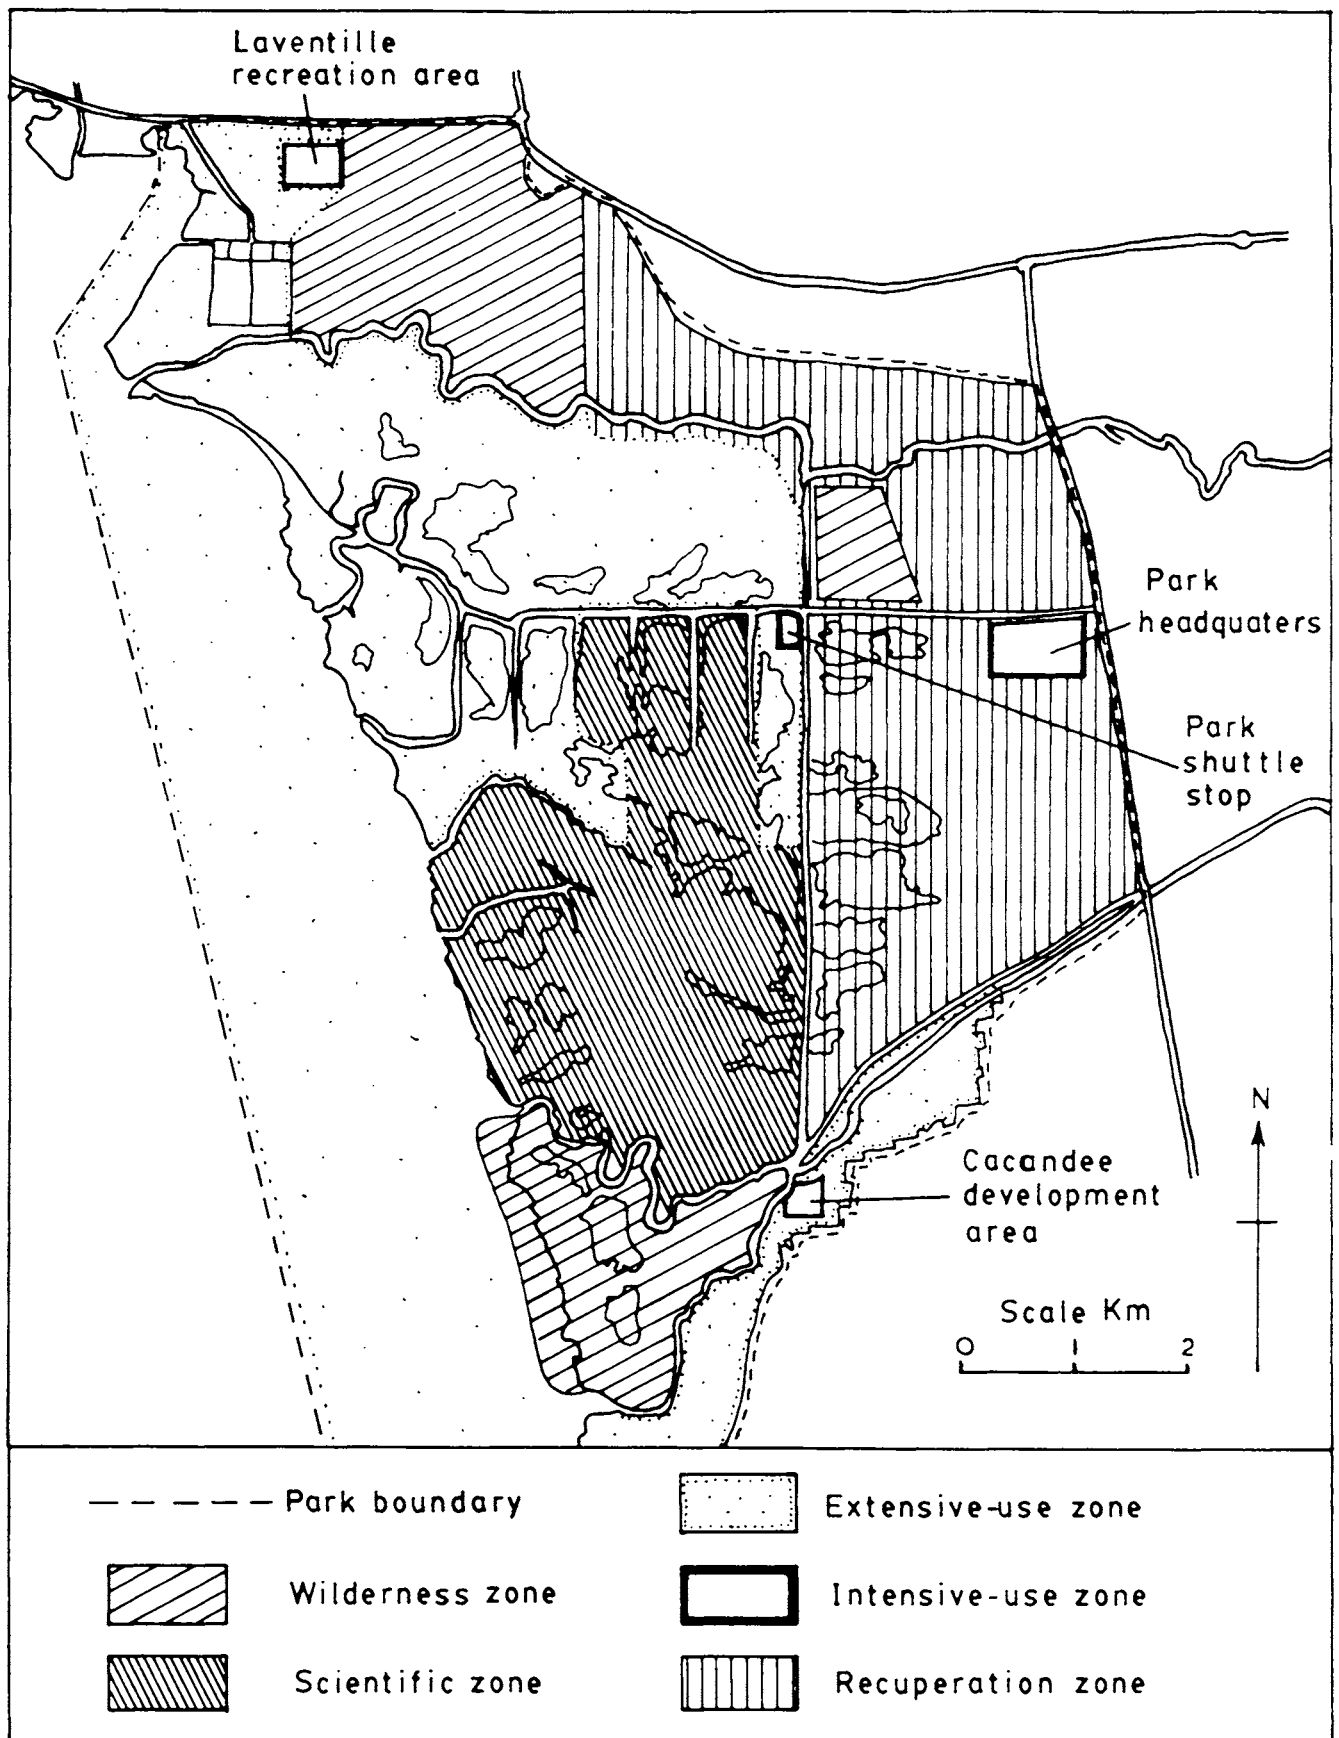 Laventille
recreation area
Park
headquaters
Park
shuttle
stop
N
Cacandee
development
area
Scale Km
0 2
Park boundary
Extensive-use zone
Wilderness zone
Intensive-use zone
Scientific zone
Recuperation zone